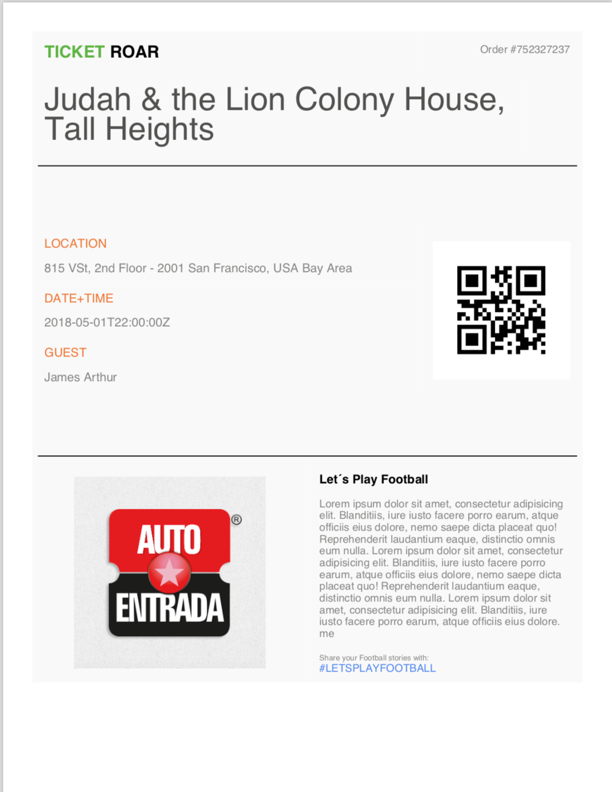 TICKET ROAR
Order #752327237
Judah & the Lion Colony House,
Tall Heights
LOCATION
815 VSt, 2nd Floor - 2001 San Francisco, USA Bay Area
DATE+TIME
2018-05-01T22:00:00Z
GUEST
James Arthur
AUTO
ENTRADA
®
Let´s Play Football
Lorem ipsum dolor sit amet, consectetur adipisicing
elit. Blanditiis, iure iusto facere porro earum, atque
officiis eius dolore, nemo saepe dicta placeat quo!
Reprehenderit laudantium eaque, distinctio omnis
eum nulla. Lorem ipsum dolor sit amet, consectetur
adipisicing elit. Blanditiis, iure iusto facere porro
earum, atque officiis eius dolore, nemo saepe dicta
placeat quo! Reprehenderit laudantium eaque,
distinctio omnis eum nulla. Lorem ipsum dolor sit
amet, consectetur adipisicing elit. Blanditiis, iure
iusto facere porro earum, atque officiis eius dolore.
me
Share your Football stories with:
#LETSPLAYFOOTBALL